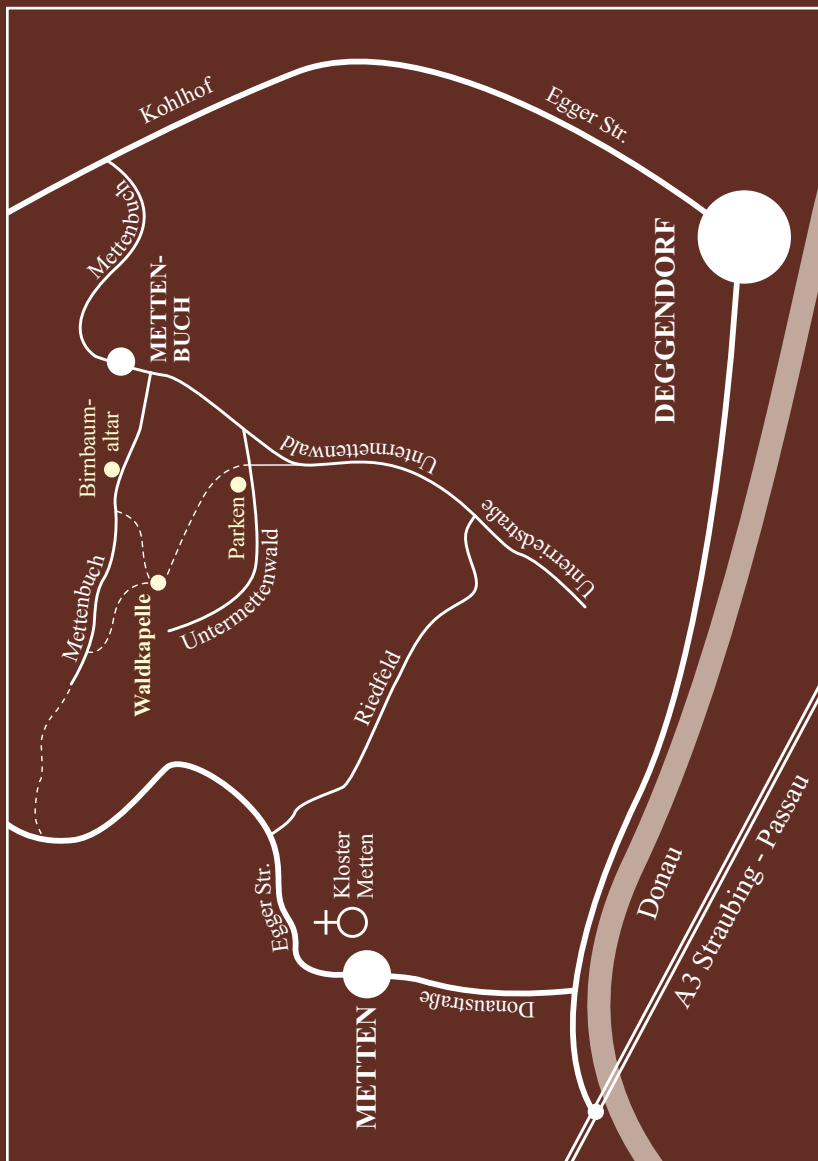 Kohlhof
Egger Str.
Mettenbuch
METTEN-
BUCH
DEGGENDORF
Birnbaum-
altar
Untermettenwald
Parken
Mettenbuch
Waldkapelle
Untermettenwald
Unterriedstraße
Riedfeld
Egger Str.
Kloster
Metten
METTEN
Donaustraße
Donau
A3 Straubing - Passau